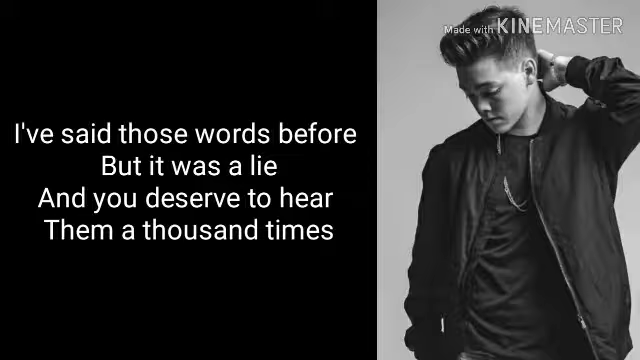 Made with KINEMASTER
I've said those words before
But it was a lie
And you deserve to hear
Them a thousand times